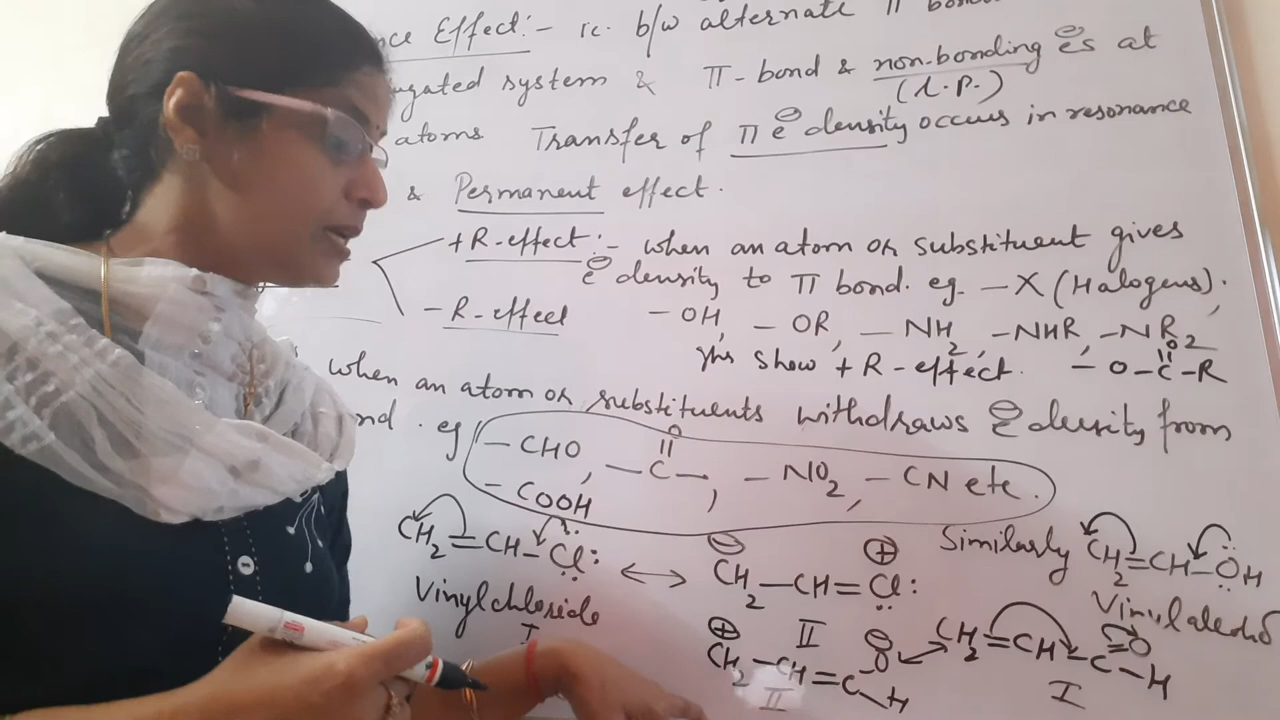 nce Effect:- ie. b/w alternate π bond
ugated system & π-bond & non-bonding e⊖s at
(l.p.)
atoms Transfer of π e⊖ density occurs in resonance
& Permanent effect.
+R-effect:- when an atom or substituent gives
e⊖ density to π bond. eg. -X (Halogens),
-R-effect -OH, -OR, -NH2, -NHR, -NR2,
show +R-effect. -O-C(=O)-R
when an atom or substituents withdraws e⊖ density from
nd. eg -CHO, -C(=O)-, -NO2, -CN etc.
-COOH
CH2=CH-Cl: ↔ ⊖CH2-CH=Cl⊕: Similarly CH2=CH-OH
Vinylchloride Vinylalcohol
I II
⊕CH2-CH=C(-O⊖)-H ↔ CH2=CH-C(=O)-H
II I